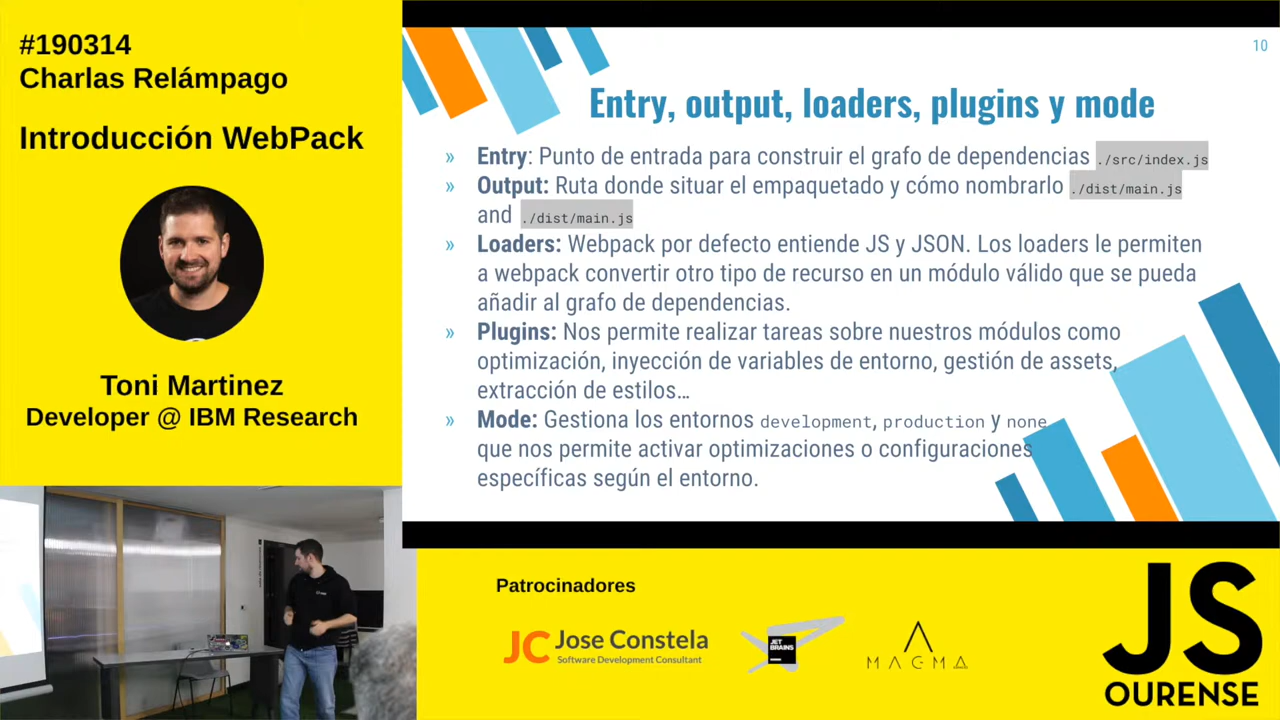 #190314
Charlas Relámpago
Introducción WebPack
Toni Martinez
Developer @ IBM Research
10
Entry, output, loaders, plugins y mode
» Entry: Punto de entrada para construir el grafo de dependencias ./src/index.js
» Output: Ruta donde situar el empaquetado y cómo nombrarlo ./dist/main.js
and ./dist/main.js
» Loaders: Webpack por defecto entiende JS y JSON. Los loaders le permiten
a webpack convertir otro tipo de recurso en un módulo válido que se pueda
añadir al grafo de dependencias.
» Plugins: Nos permite realizar tareas sobre nuestros módulos como
optimización, inyección de variables de entorno, gestión de assets,
extracción de estilos…
» Mode: Gestiona los entornos development, production y none
que nos permite activar optimizaciones o configuraciones
específicas según el entorno.
Patrocinadores
JC Jose Constela
Software Development Consultant
JET
BRAINS
MAGMA
JS
OURENSE